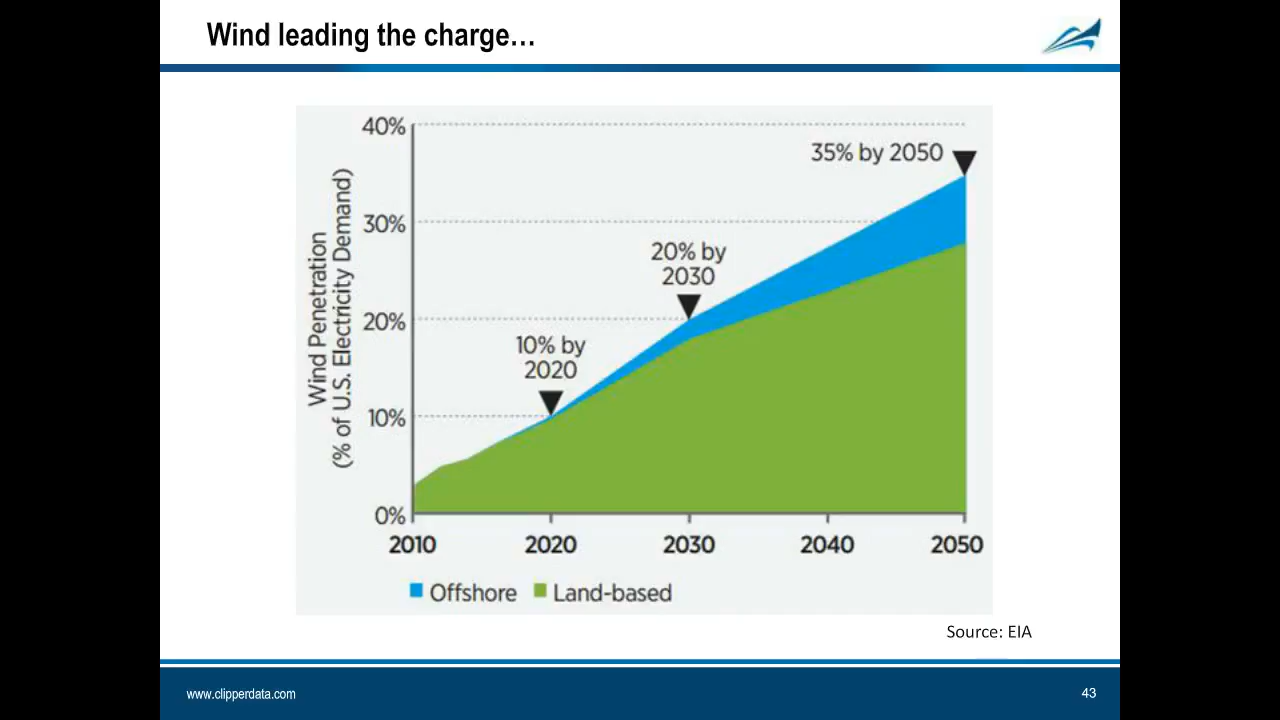 Wind leading the charge…
40%
30%
20%
10%
0%
Wind Penetration
(% of U.S. Electricity Demand)
10% by
2020
20% by
2030
35% by 2050
2010
2020
2030
2040
2050
Offshore
Land-based
Source: EIA
www.clipperdata.com
43